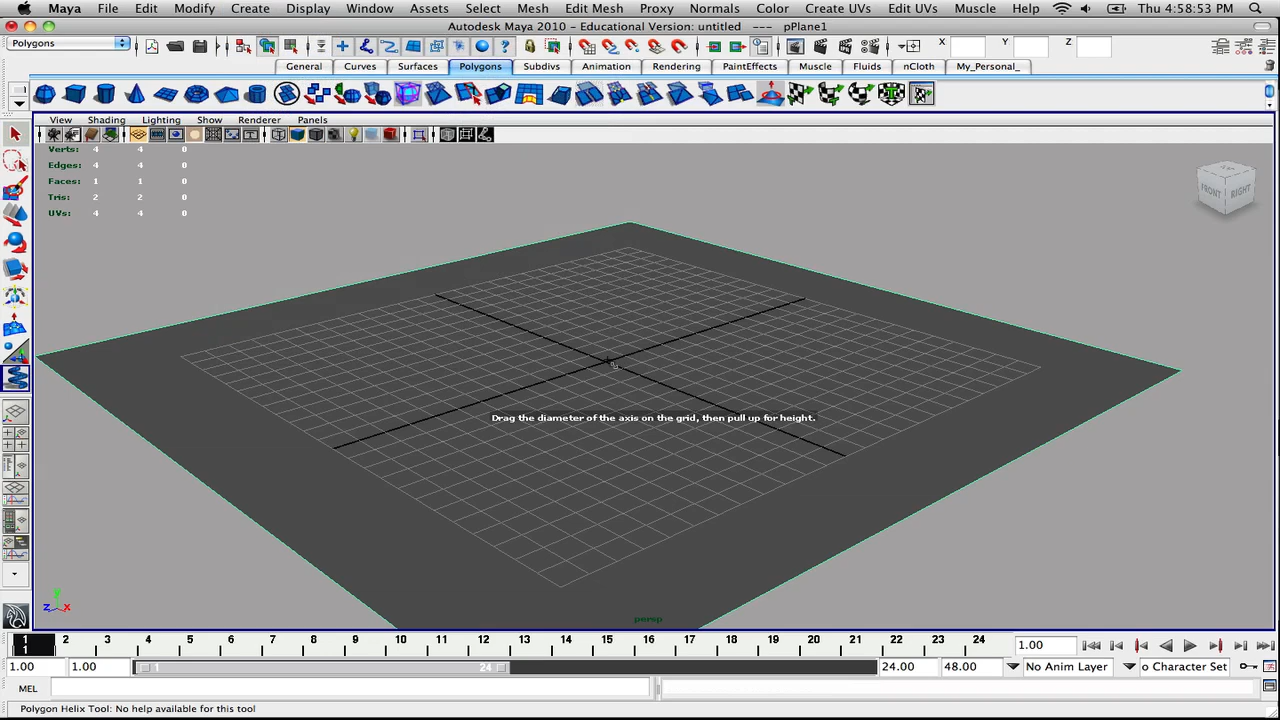 Maya File Edit Modify Create Display Window Assets Select Mesh Edit Mesh Proxy Normals Color Create UVs Edit UVs Muscle Help Thu 4:58:53 PM
Autodesk Maya 2010 - Educational Version: untitled --- pPlane1
Polygons X Y Z
General Curves Surfaces Polygons Subdivs Animation Rendering PaintEffects Muscle Fluids nCloth My_Personal_
View Shading Lighting Show Renderer Panels
Verts: 4 4 0
Edges: 4 4 0
Faces: 1 1 0
Tris: 2 2 0
UVs: 4 4 0
FRONT RIGHT
Drag the diameter of the axis on the grid, then pull up for height.
y
z x
persp
1 2 3 4 5 6 7 8 9 10 11 12 13 14 15 16 17 18 19 20 21 22 23 24 1.00
1
1.00 1.00 1 24 24.00 48.00 No Anim Layer o Character Set
MEL
Polygon Helix Tool: No help available for this tool